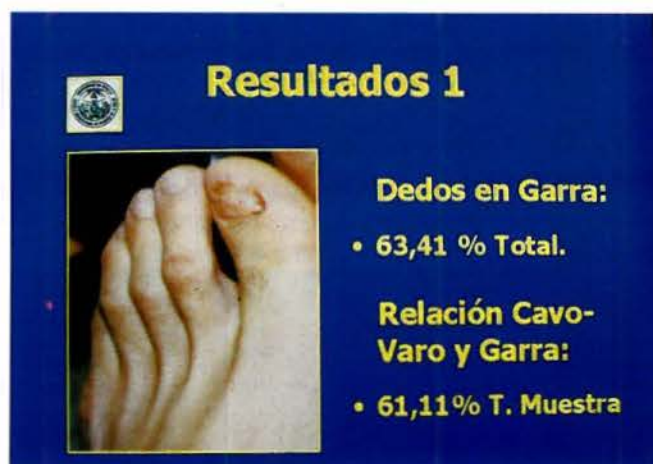 Resultados 1
Dedos en Garra:
• 63,41 % Total.
Relación Cavo-
Varo y Garra:
• 61,11% T. Muestra